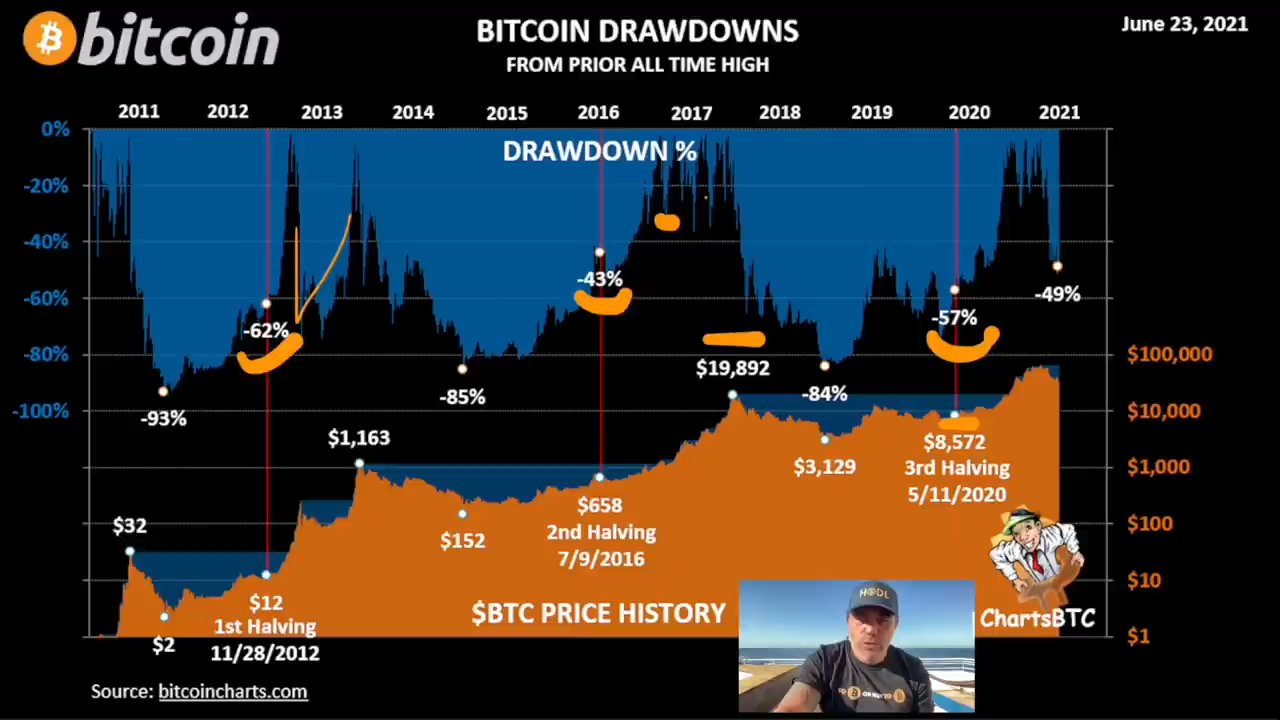 bitcoin
BITCOIN DRAWDOWNS
FROM PRIOR ALL TIME HIGH
June 23, 2021
2011 2012 2013 2014 2015 2016 2017 2018 2019 2020 2021
DRAWDOWN %
0%
-20%
-40%
-60%
-80%
-100%
-93%
-62%
-85%
-43%
-84%
-57%
-49%
$100,000
$10,000
$1,000
$100
$10
$1
$32
$2
$12
1st Halving
11/28/2012
$1,163
$152
$658
2nd Halving
7/9/2016
$19,892
$3,129
$8,572
3rd Halving
5/11/2020
$BTC PRICE HISTORY
ChartsBTC
Source: bitcoincharts.com